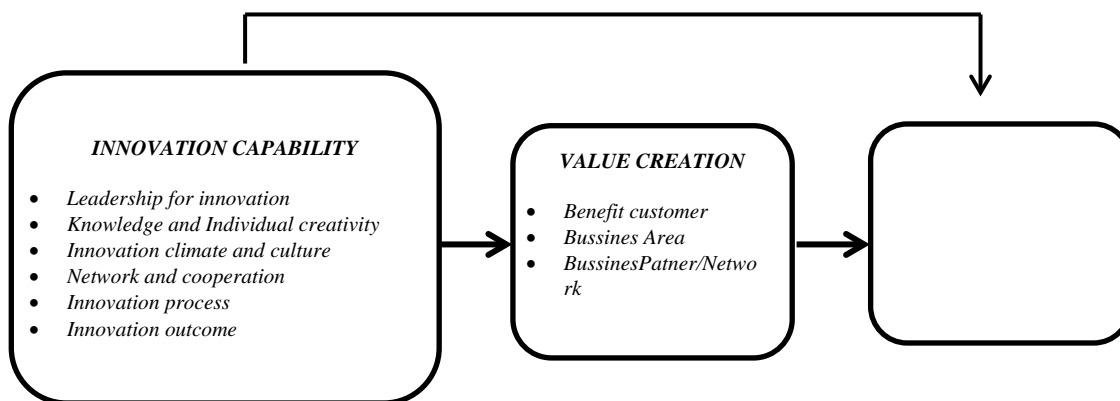 INNOVATION CAPABILITY
• Leadership for innovation
• Knowledge and Individual creativity
• Innovation climate and culture
• Network and cooperation
• Innovation process
• Innovation outcome
VALUE CREATION
• Benefit customer
• Bussines Area
• BussinesPatner/Netwo
rk